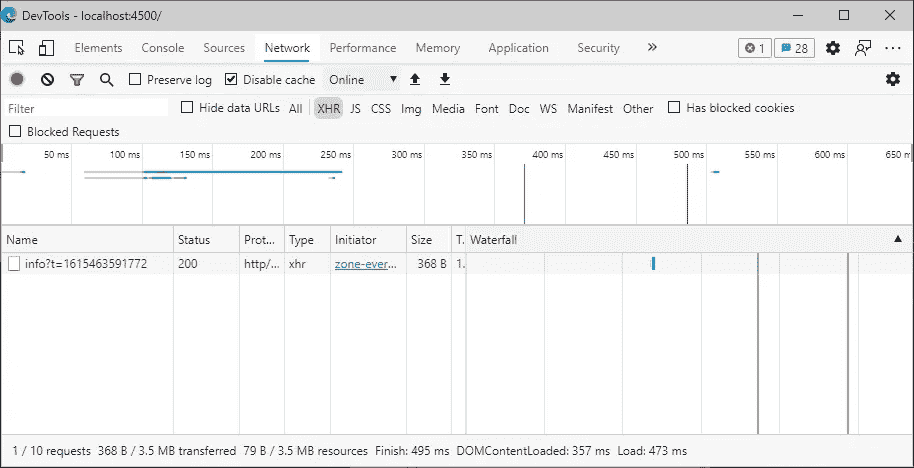 DevTools - localhost:4500/
Elements Console Sources Network Performance Memory Application Security » 1 28
Preserve log Disable cache Online
Filter Hide data URLs All XHR JS CSS Img Media Font Doc WS Manifest Other Has blocked cookies
Blocked Requests
50 ms 100 ms 150 ms 200 ms 250 ms 300 ms 350 ms 400 ms 450 ms 500 ms 550 ms 600 ms 650 m
Name Status Prot... Type Initiator Size T. Waterfall
info?t=1615463591772 200 http/... xhr zone-ever... 368 B 1.
1 / 10 requests 368 B / 3.5 MB transferred 79 B / 3.5 MB resources Finish: 495 ms DOMContentLoaded: 357 ms Load: 473 ms